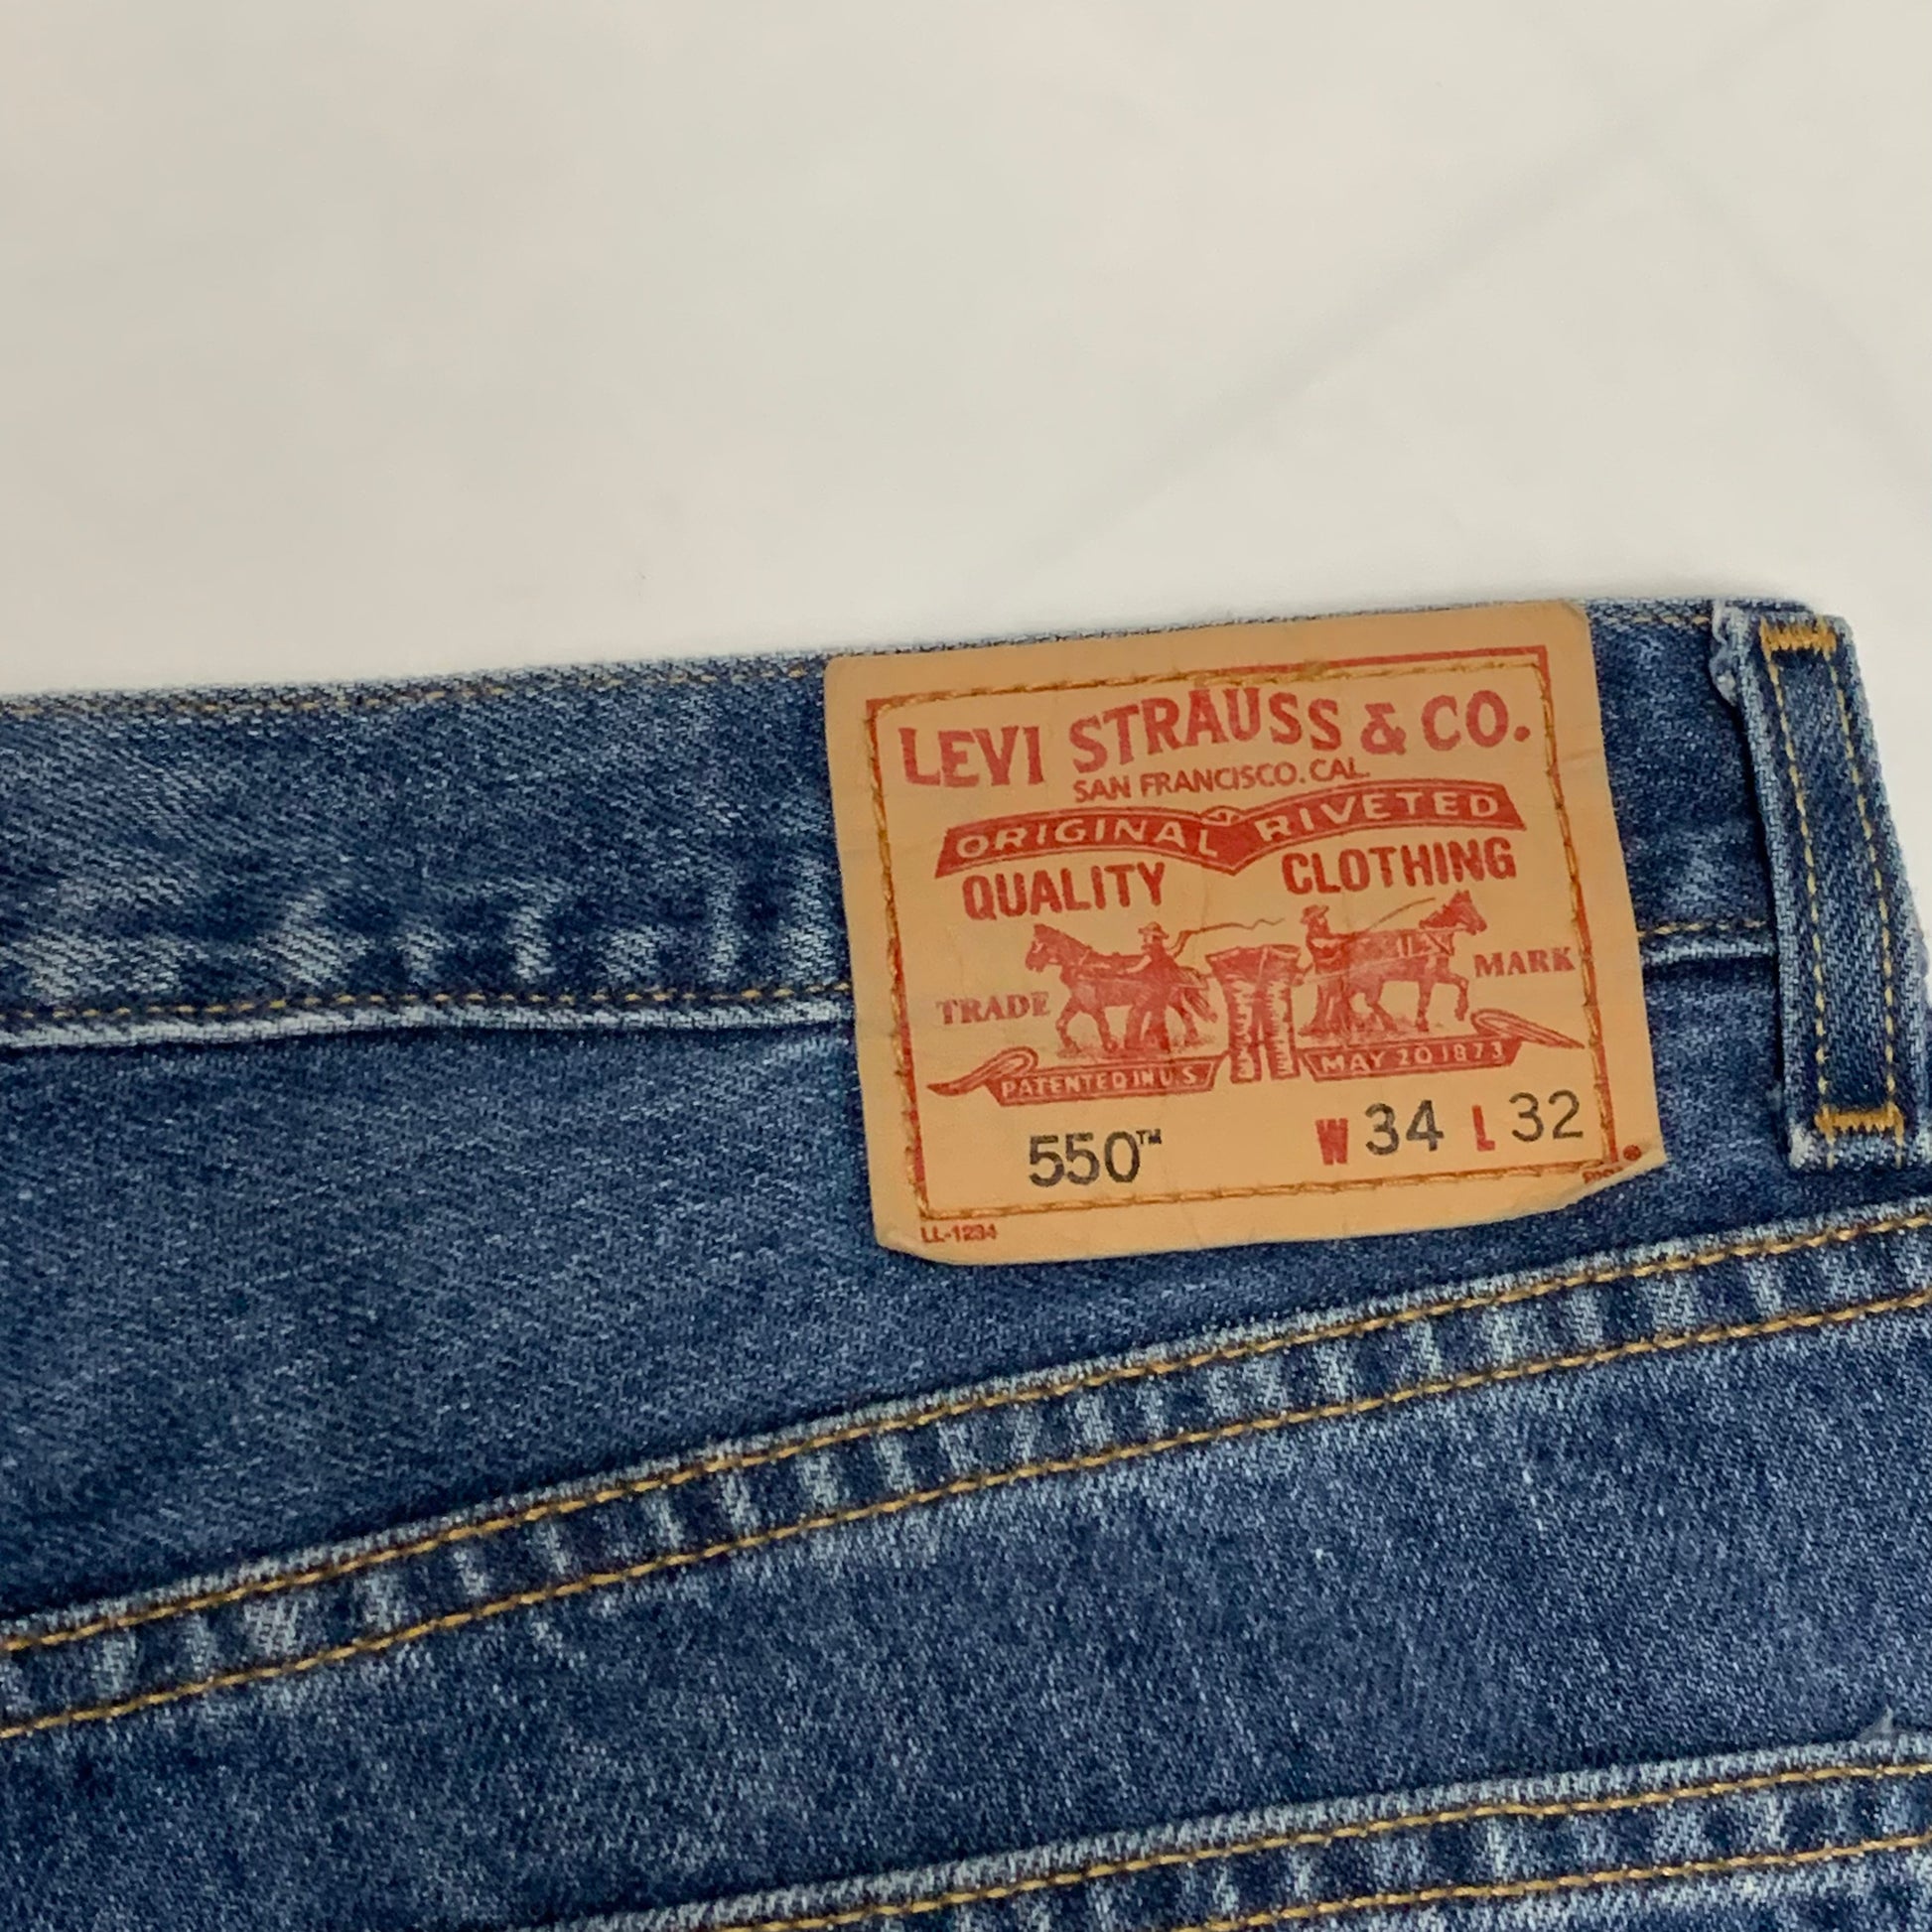 LEVI STRAUSS & CO.
SAN FRANCISCO. CAL.
ORIGINAL RIVETED
QUALITY CLOTHING
TRADE MARK
PATENTED IN U.S. MAY 20 1873
550™ W 34 L 32
LL-1234